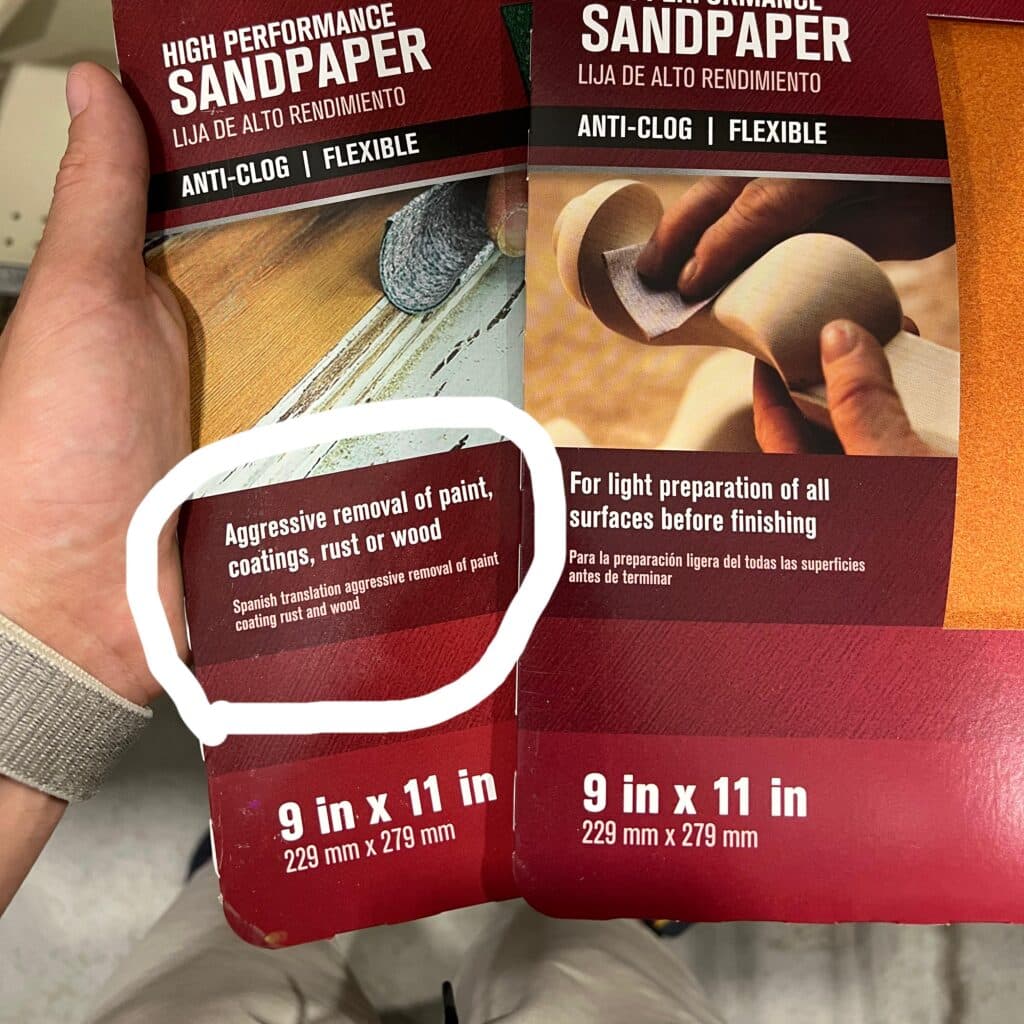 HIGH PERFORMANCE
SANDPAPER
LIJA DE ALTO RENDIMIENTO
ANTI-CLOG | FLEXIBLE
Aggressive removal of paint,
coatings, rust or wood
Spanish translation aggressive removal of paint
coating rust and wood
9 in x 11 in
229 mm x 279 mm
PERFORMANCE
SANDPAPER
LIJA DE ALTO RENDIMIENTO
ANTI-CLOG | FLEXIBLE
For light preparation of all
surfaces before finishing
Para la preparación ligera del todas las superficies
antes de terminar
9 in x 11 in
229 mm x 279 mm